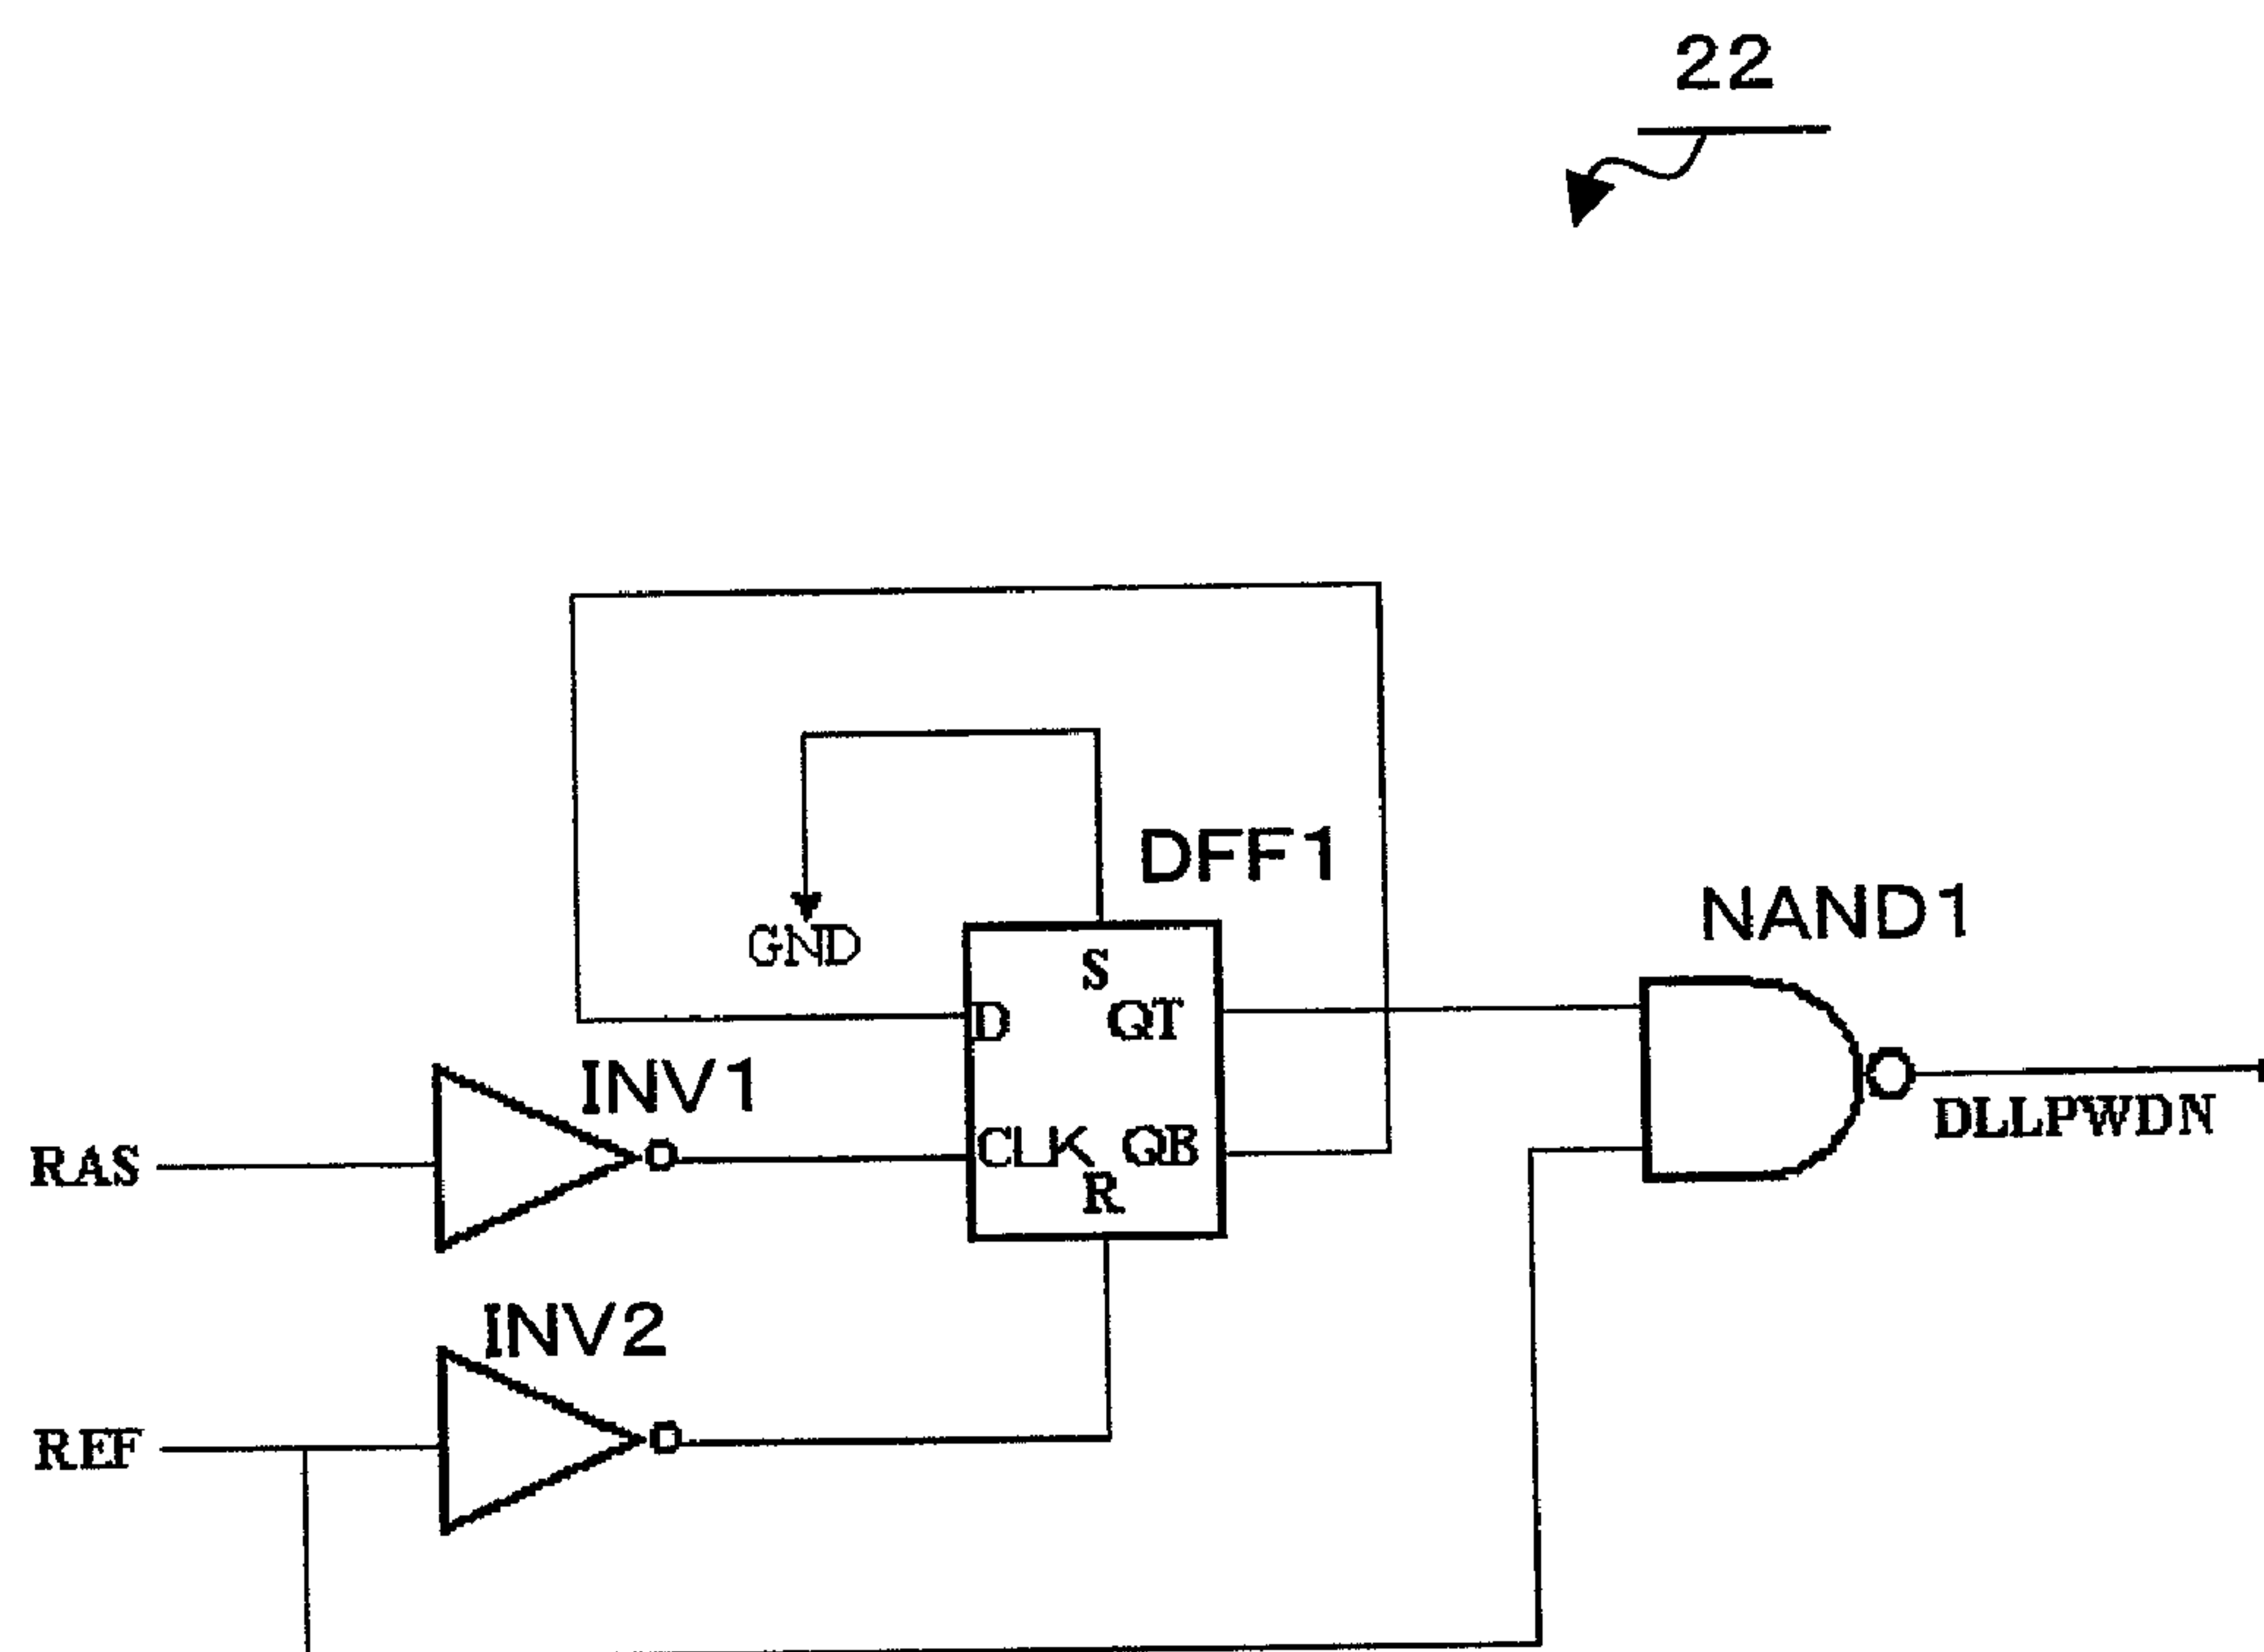 22
DFF1
NAND1
GND
S
D
QT
INV1
DLLPWDN
RAS
CLK
QB
R
INV2
REF